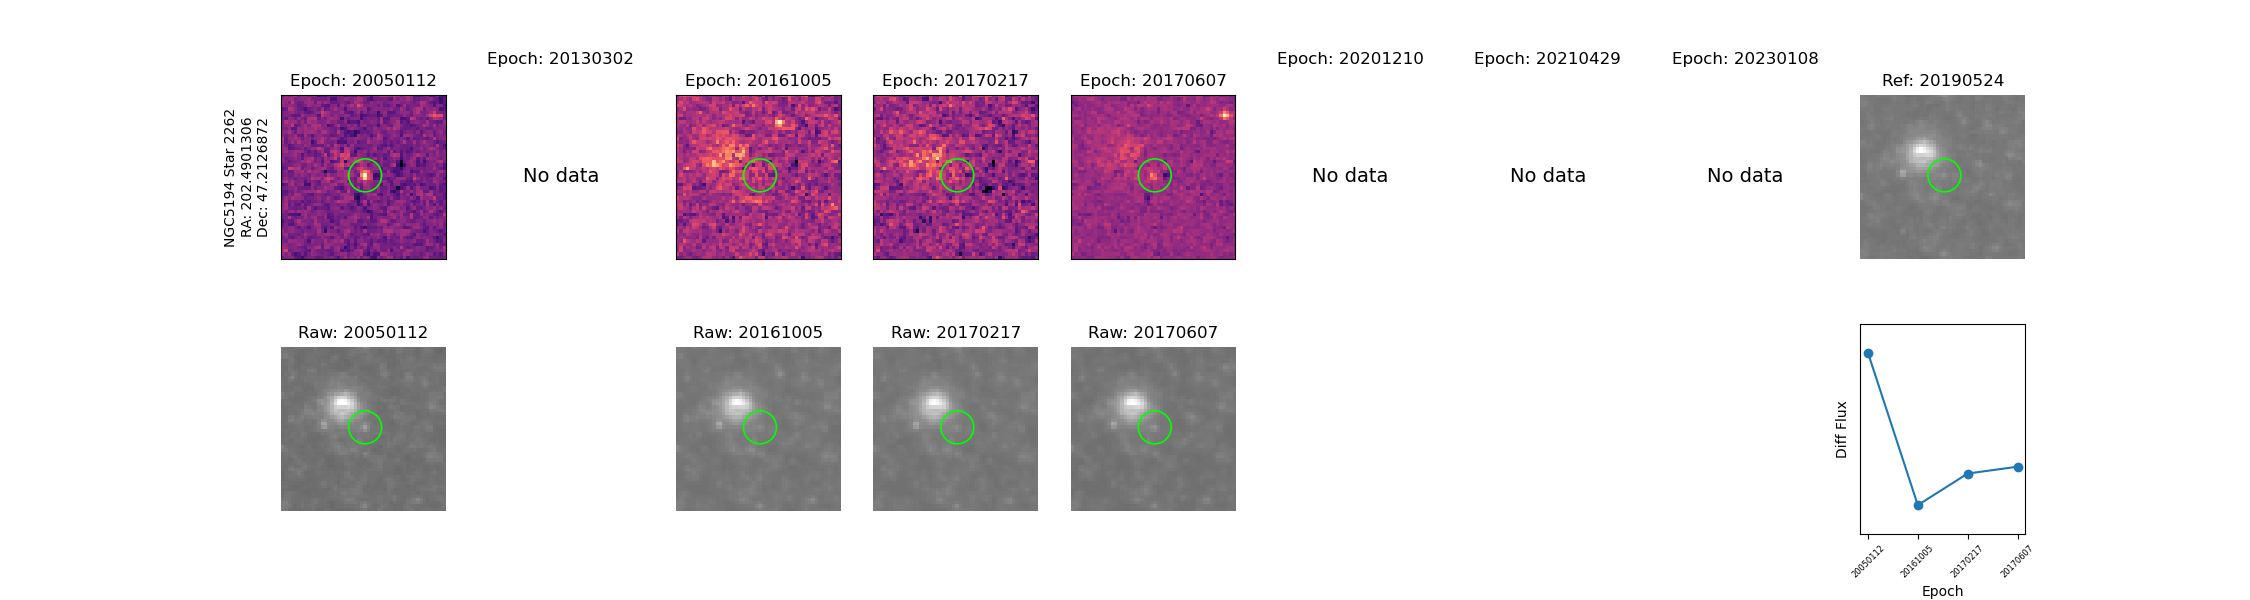 Epoch: 20050112
Epoch: 20130302
Epoch: 20161005
Epoch: 20170217
Epoch: 20170607
Epoch: 20201210
Epoch: 20210429
Epoch: 20230108
Ref: 20190524
NGC5194 Star 2262
RA: 202.4901306
Dec: 47.2126872
No data
No data
No data
No data
Raw: 20050112
Raw: 20161005
Raw: 20170217
Raw: 20170607
Diff Flux
20050112
20161005
20170217
20170607
Epoch